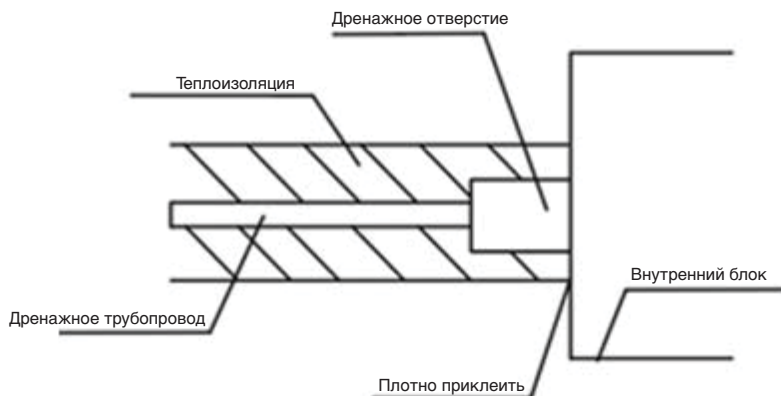 Дренажное отверстие
Теплоизоляция
Внутренний блок
Дренажное трубопровод
Плотно приклеить